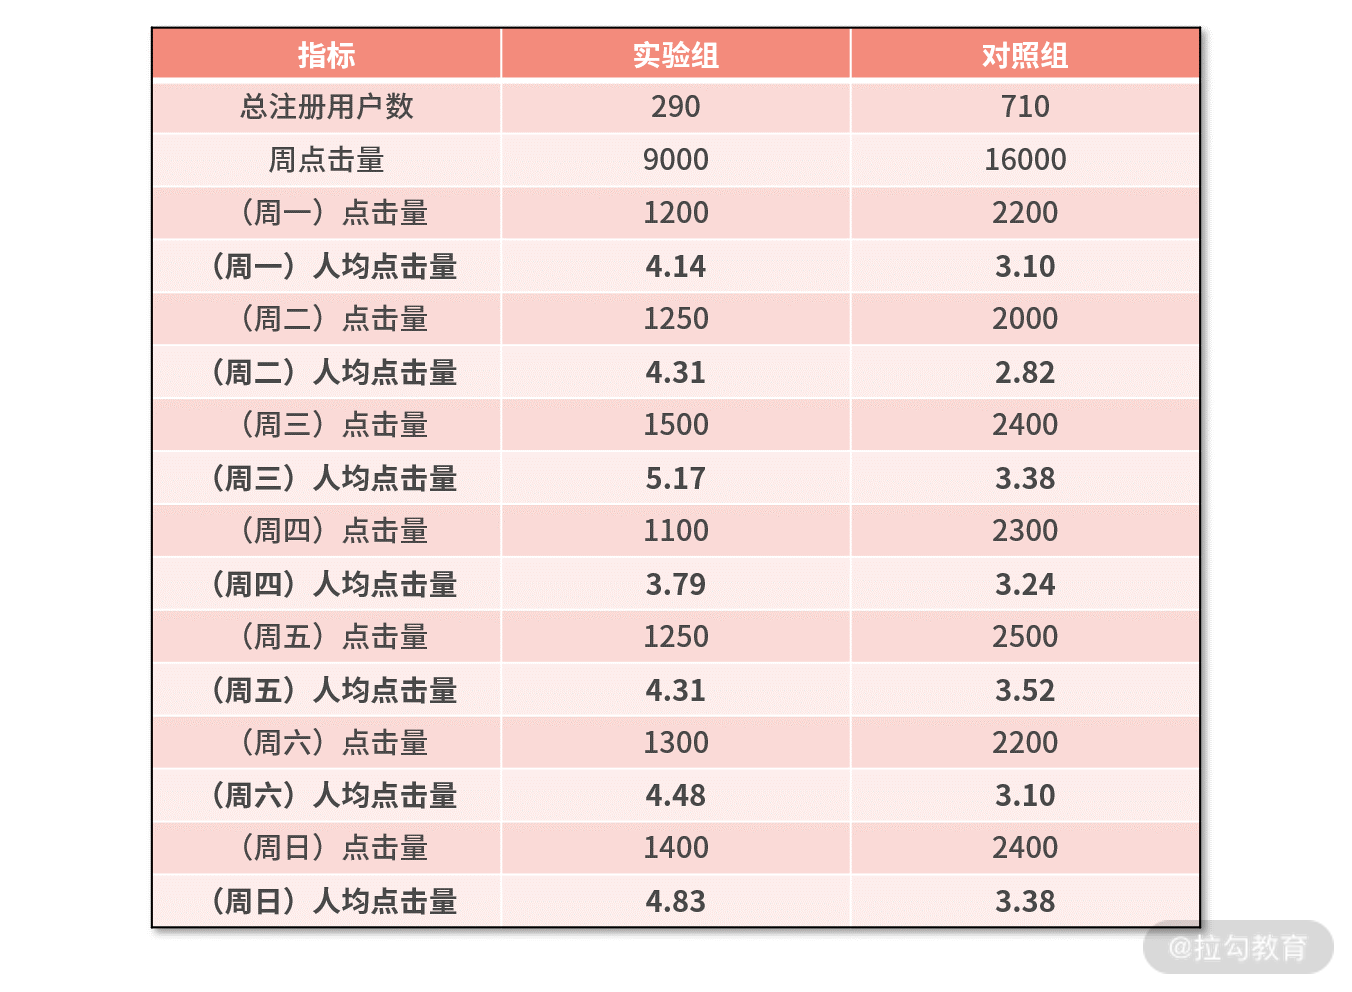 指标 实验组 对照组
总注册用户数 290 710
周点击量 9000 16000
（周一）点击量 1200 2200
（周一）人均点击量 4.14 3.10
（周二）点击量 1250 2000
（周二）人均点击量 4.31 2.82
（周三）点击量 1500 2400
（周三）人均点击量 5.17 3.38
（周四）点击量 1100 2300
（周四）人均点击量 3.79 3.24
（周五）点击量 1250 2500
（周五）人均点击量 4.31 3.52
（周六）点击量 1300 2200
（周六）人均点击量 4.48 3.10
（周日）点击量 1400 2400
（周日）人均点击量 4.83 3.38
@拉勾教育